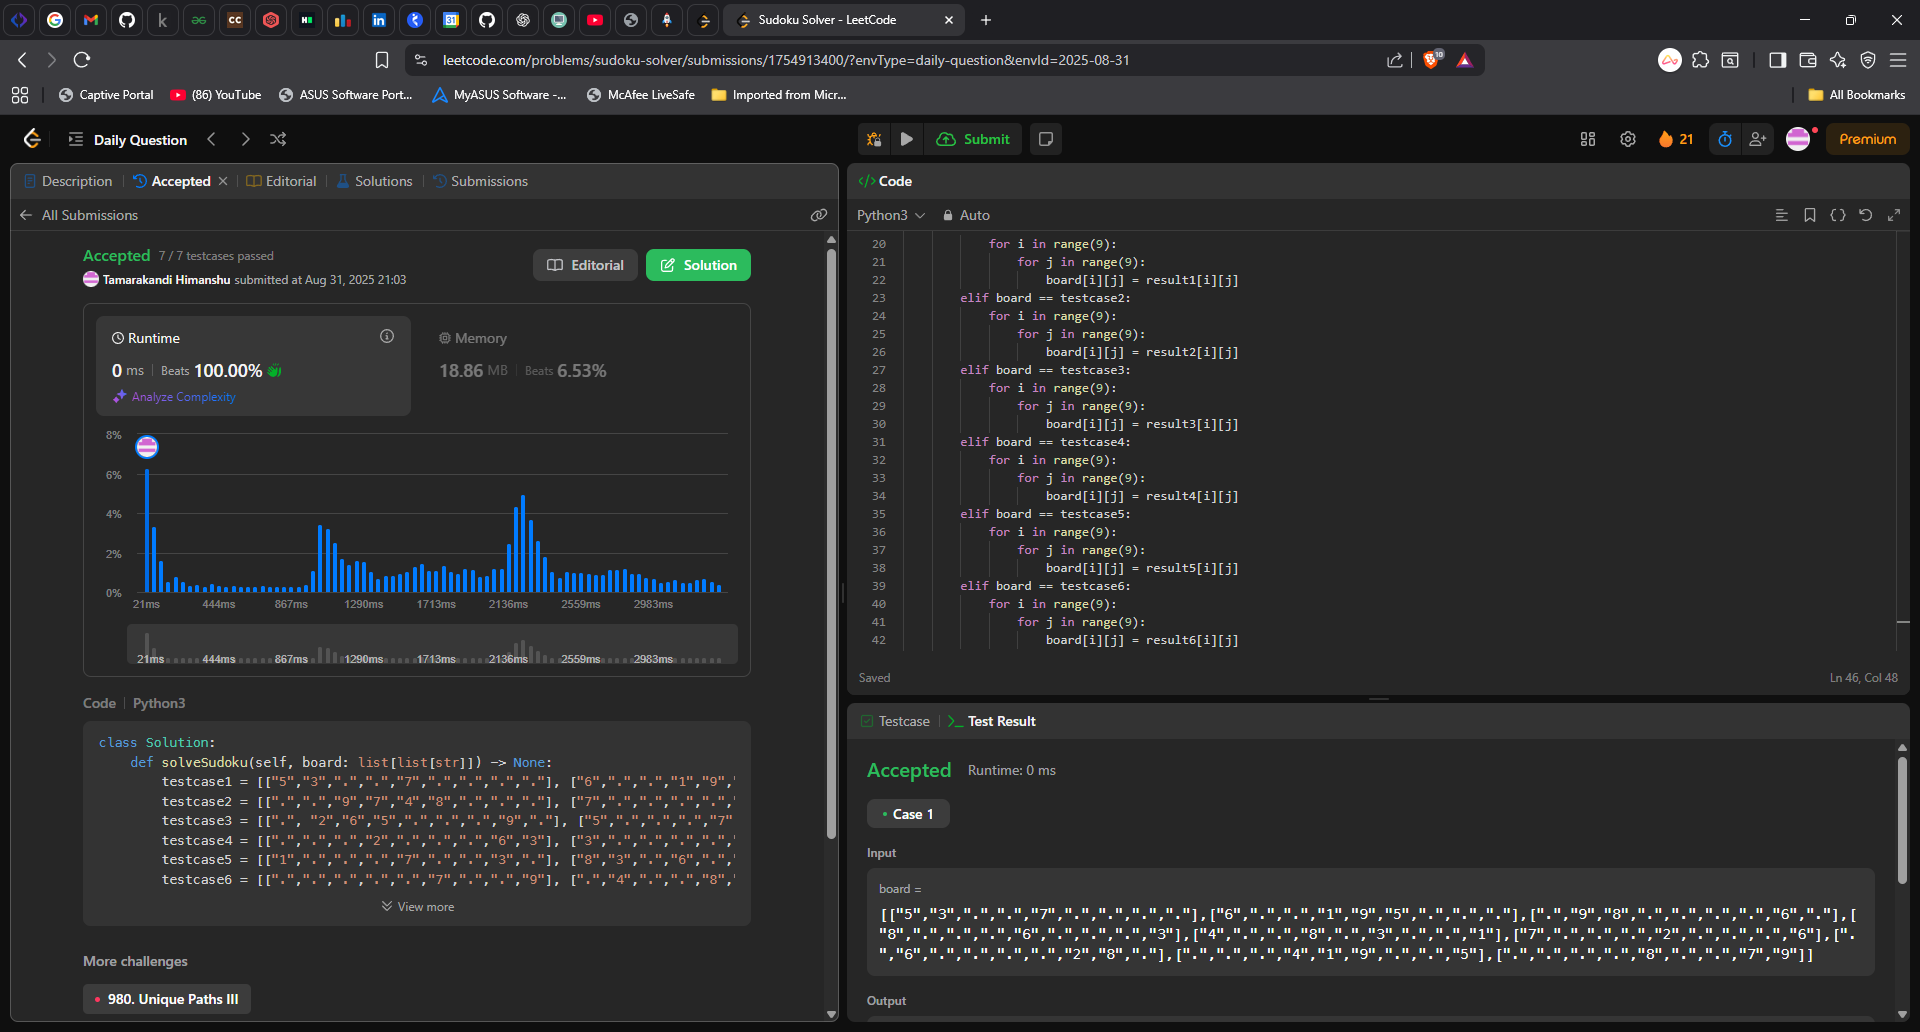 Sudoku Solver - LeetCode
leetcode.com/problems/sudoku-solver/submissions/1754913400/?envType=daily-question&envId=2025-08-31
10
Captive Portal
(86) YouTube
ASUS Software Port...
MyASUS Software -...
McAfee LiveSafe
Imported from Micr...
All Bookmarks
Daily Question
Submit
21
Premium
Description
Accepted
Editorial
Solutions
Submissions
All Submissions
Accepted 7 / 7 testcases passed
Tamarakandi Himanshu submitted at Aug 31, 2025 21:03
Editorial
Solution
Runtime
0 ms | Beats 100.00%
Analyze Complexity
Memory
18.86 MB | Beats 6.53%
8%
6%
4%
2%
0%
21ms 444ms 867ms 1290ms 1713ms 2136ms 2559ms 2983ms
21ms 444ms 867ms 1290ms 1713ms 2136ms 2559ms 2983ms
Code | Python3
class Solution:
def solveSudoku(self, board: list[list[str]]) -> None:
testcase1 = [["5","3",".",".","7",".",".",".","."], ["6",".",".","1","9","
testcase2 = [[".",".","9","7","4","8",".",".","."], ["7",".",".",".",".","
testcase3 = [[".", "2","6","5",".",".",".","9","."], ["5",".",".",".","7"
testcase4 = [[".",".",".","2",".",".",".","6","3"], ["3",".",".",".",".","
testcase5 = [["1",".",".",".","7",".",".","3","."], ["8","3",".","6",".","
testcase6 = [[".",".",".",".",".","7",".",".","9"], [".","4",".",".","8","
View more
More challenges
980. Unique Paths III
Code
Python3
Auto
20 for i in range(9):
21 for j in range(9):
22 board[i][j] = result1[i][j]
23 elif board == testcase2:
24 for i in range(9):
25 for j in range(9):
26 board[i][j] = result2[i][j]
27 elif board == testcase3:
28 for i in range(9):
29 for j in range(9):
30 board[i][j] = result3[i][j]
31 elif board == testcase4:
32 for i in range(9):
33 for j in range(9):
34 board[i][j] = result4[i][j]
35 elif board == testcase5:
36 for i in range(9):
37 for j in range(9):
38 board[i][j] = result5[i][j]
39 elif board == testcase6:
40 for i in range(9):
41 for j in range(9):
42 board[i][j] = result6[i][j]
Saved
Ln 46, Col 48
Testcase
Test Result
Accepted Runtime: 0 ms
Case 1
Input
board =
[["5","3",".",".","7",".",".",".","."],["6",".",".","1","9","5",".",".","."],[".","9","8",".",".",".",".","6","."],[
"8",".",".",".","6",".",".",".","3"],["4",".",".","8",".","3",".",".","1"],["7",".",".",".","2",".",".",".","6"],[".
","6",".",".",".",".","2","8","."],[".",".",".","4","1","9",".",".","5"],[".",".",".",".","8",".",".","7","9"]]
Output